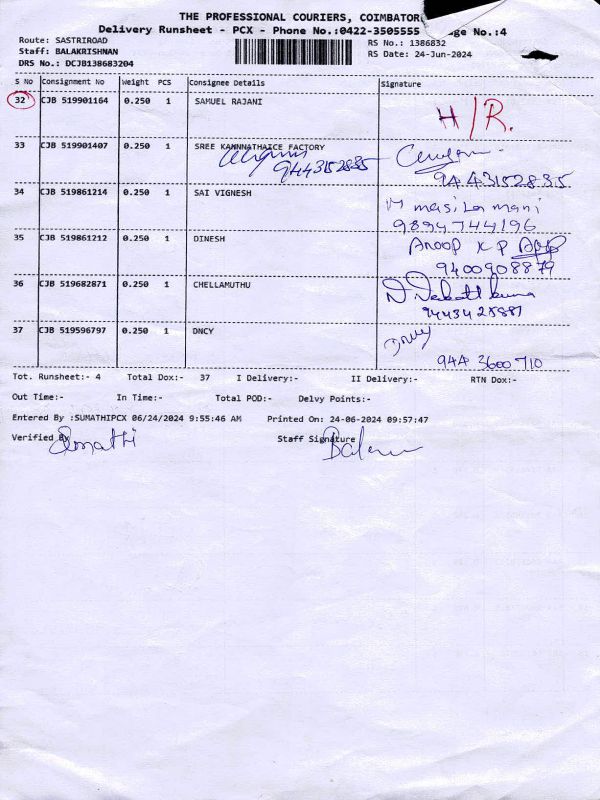 THE PROFESSIONAL COURIERS, COIMBATOR
Delivery Runsheet - PCX - Phone No.:0422-3505555 ge No.:4
Route: SASTRIROAD
Staff: BALAKRISHNAN
DRS No.: DCJB138683204
RS No.: 1386832
RS Date: 24-Jun-2024
S No Consignment No Weight PCS Consignee Details Signature
32 CJB 519901164 0.250 1 SAMUEL RAJANI H/R.
33 CJB 519901407 0.250 1 SREE KANNNATHAICE FACTORY
9443152835 9443152835
34 CJB 519861214 0.250 1 SAI VIGNESH M masilamani
9894744196
35 CJB 519861212 0.250 1 DINESH Anoop K P
9400908879
36 CJB 519682871 0.250 1 CHELLAMUTHU
37 CJB 519596797 0.250 1 DNCY DNCY
944 3600 710
Tot. Runsheet:- 4 Total Dox:- 37 I Delivery:- II Delivery:- RTN Dox:-
Out Time:- In Time:- Total POD:- Delvy Points:-
Entered By :SUMATHIPCX 06/24/2024 9:55:46 AM Printed On: 24-06-2024 09:57:47
Verified By Staff Signature